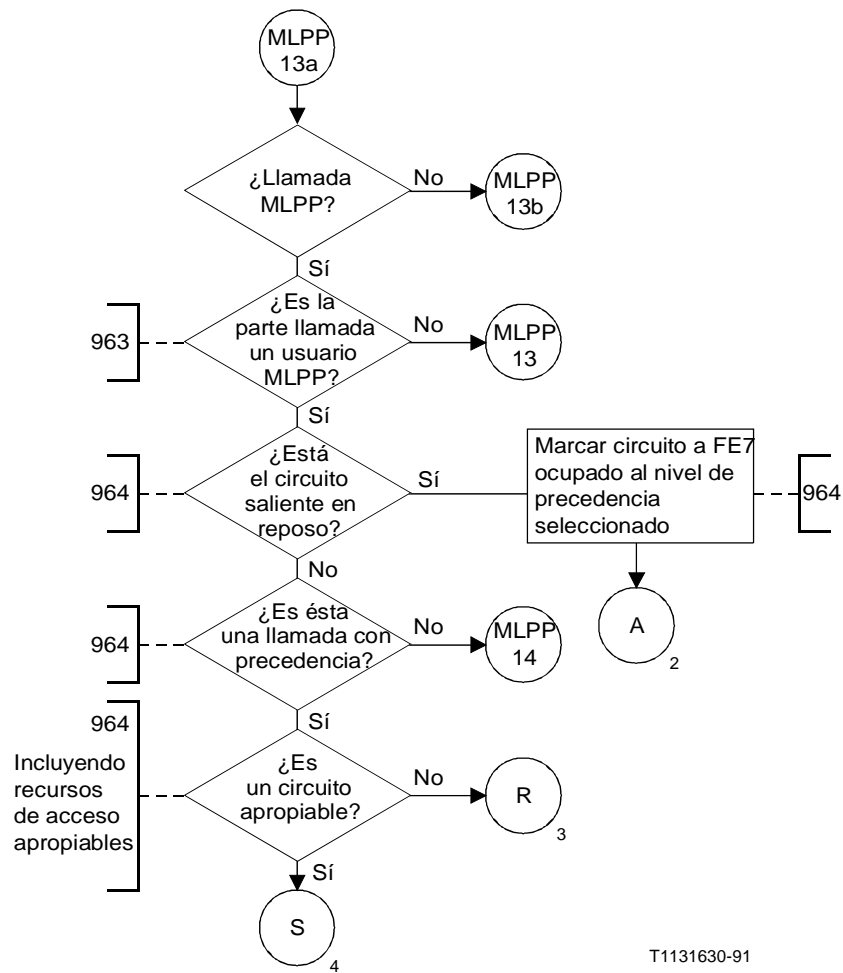 MLPP
13a
¿Llamada
MLPP?
No
MLPP
13b
Sí
963
¿Es la
parte llamada
un usuario
MLPP?
No
MLPP
13
Sí
964
¿Está
el circuito
saliente en
reposo?
Sí
Marcar circuito a FE7
ocupado al nivel de
precedencia
seleccionado
964
No
A
2
964
¿Es ésta
una llamada con
precedencia?
No
MLPP
14
Sí
964
Incluyendo
recursos
de acceso
apropiables
¿Es
un circuito
apropiable?
No
R
3
Sí
S
4
T1131630-91